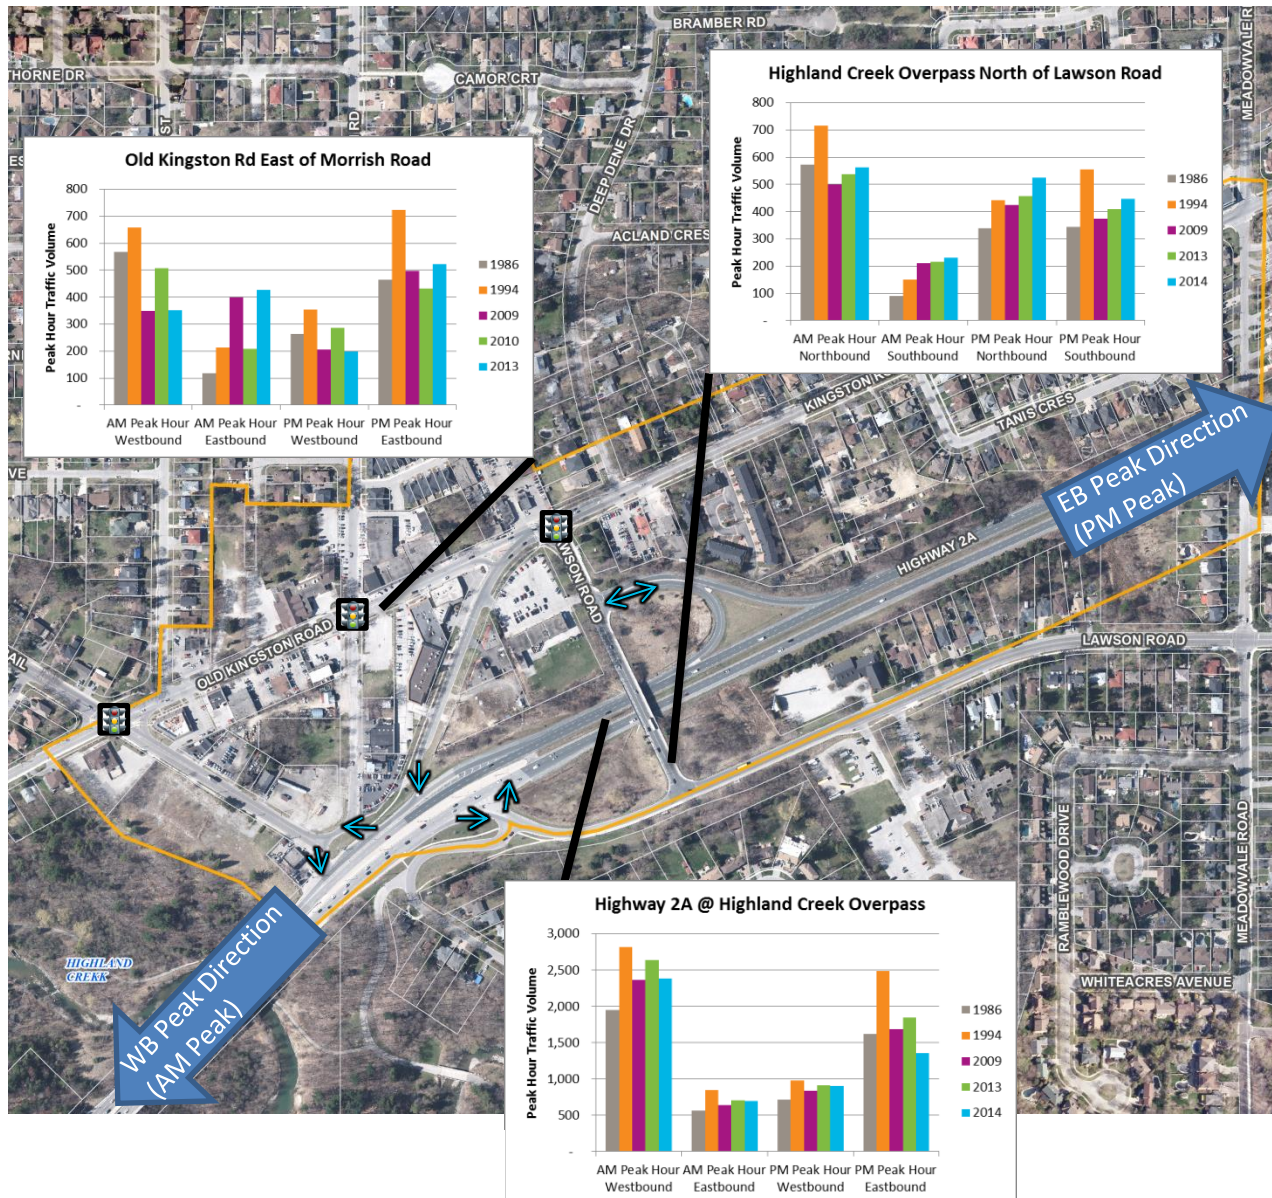 BRAMBER RD
THORNE DR
CAMOR CRT
ST
RD
MEADOWVALE R
DEEP DENE DR
ACLAND CRES
Highland Creek Overpass North of Lawson Road
Peak Hour Traffic Volume
800
700
600
500
400
300
200
100
-
AM Peak Hour Northbound
AM Peak Hour Southbound
PM Peak Hour Northbound
PM Peak Hour Southbound
1986
1994
2009
2013
2014
Old Kingston Rd East of Morrish Road
Peak Hour Traffic Volume
800
700
600
500
400
300
200
100
-
AM Peak Hour Westbound
AM Peak Hour Eastbound
PM Peak Hour Westbound
PM Peak Hour Eastbound
1986
1994
2009
2010
2013
KINGSTON R
TANIS CRES
EB Peak Direction
(PM Peak)
VE
HIGHWAY 2A
WSON ROAD
OLD KINGSTON ROAD
AIL
LAWSON ROAD
RAMBLEWOOD DRIVE
MEADOWVALE ROAD
WHITEACRES AVENUE
HIGHLAND
CREEK
WB Peak Direction
(AM Peak)
Highway 2A @ Highland Creek Overpass
Peak Hour Traffic Volume
3,000
2,500
2,000
1,500
1,000
500
-
AM Peak Hour Westbound
AM Peak Hour Eastbound
PM Peak Hour Westbound
PM Peak Hour Eastbound
1986
1994
2009
2013
2014